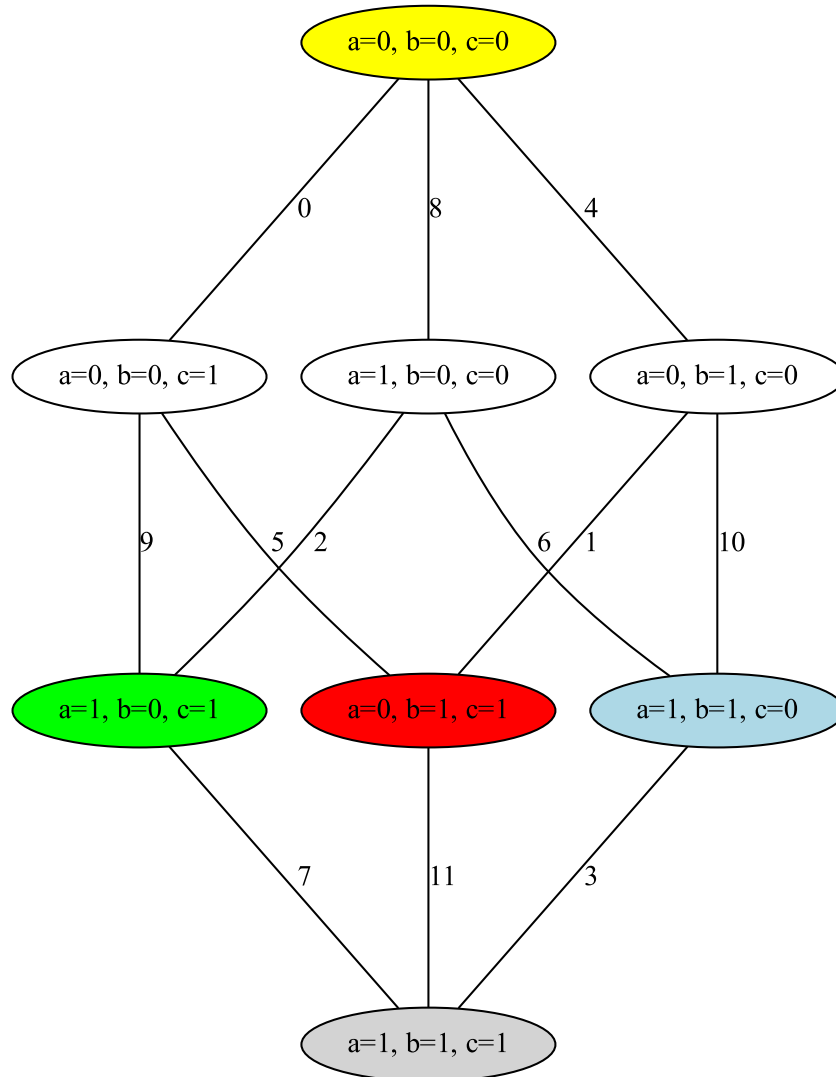 a=0, b=0, c=0
0
8
4
a=0, b=0, c=1
a=1, b=0, c=0
a=0, b=1, c=0
9
5
2
6
1
10
a=1, b=0, c=1
a=0, b=1, c=1
a=1, b=1, c=0
7
11
3
a=1, b=1, c=1